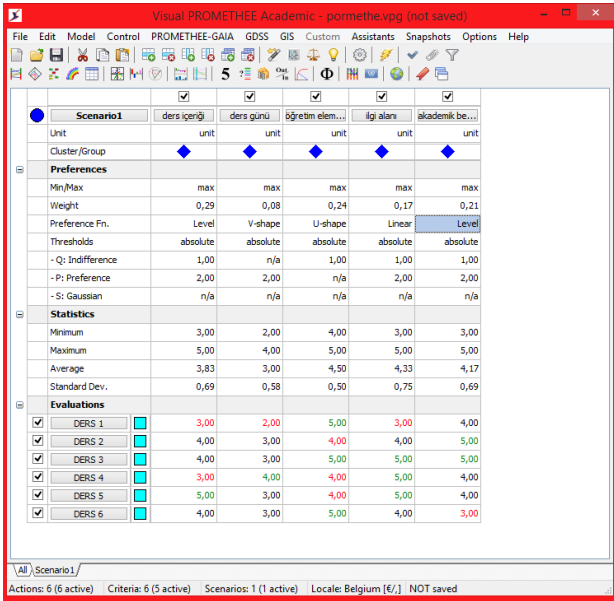 Visual PROMETHEE Academic - pormethe.vpg (not saved)
File Edit Model Control PROMETHEE-GAIA GDSS GIS Custom Assistants Snapshots Options Help
Scenario1 ders içeriği ders günü öğretim elem... ilgi alanı akademik be...
Unit unit unit unit unit unit
Cluster/Group
Preferences
Min/Max max max max max max
Weight 0,29 0,08 0,24 0,17 0,21
Preference Fn. Level V-shape U-shape Linear Level
Thresholds absolute absolute absolute absolute absolute
- Q: Indifference 1,00 n/a 1,00 1,00 1,00
- P: Preference 2,00 2,00 n/a 2,00 2,00
- S: Gaussian n/a n/a n/a n/a n/a
Statistics
Minimum 3,00 2,00 4,00 3,00 3,00
Maximum 5,00 4,00 5,00 5,00 5,00
Average 3,83 3,00 4,50 4,33 4,17
Standard Dev. 0,69 0,58 0,50 0,75 0,69
Evaluations
DERS 1 3,00 2,00 5,00 3,00 4,00
DERS 2 4,00 3,00 4,00 4,00 5,00
DERS 3 4,00 3,00 5,00 5,00 5,00
DERS 4 3,00 4,00 4,00 5,00 4,00
DERS 5 5,00 3,00 4,00 5,00 4,00
DERS 6 4,00 3,00 5,00 4,00 3,00
All Scenario1
Actions: 6 (6 active) Criteria: 6 (5 active) Scenarios: 1 (1 active) Locale: Belgium [€/,] NOT saved